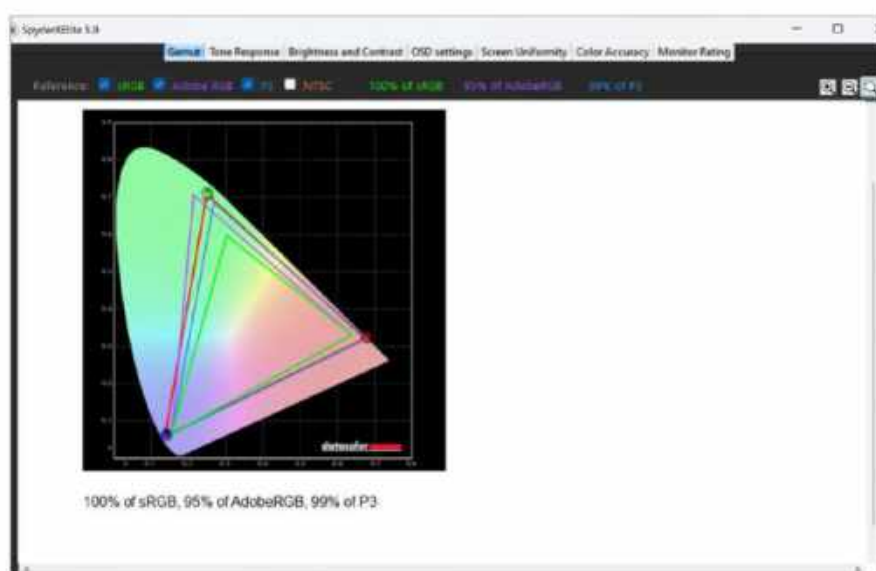 SpyderXElite 5.9
Gamut Tone Response Brightness and Contrast OSD settings Screen Uniformity Color Accuracy Monitor Rating
Reference: sRGB Adobe RGB P3 NTSC 100% of sRGB 95% of AdobeRGB 99% of P3
datacolor
100% of sRGB, 95% of AdobeRGB, 99% of P3